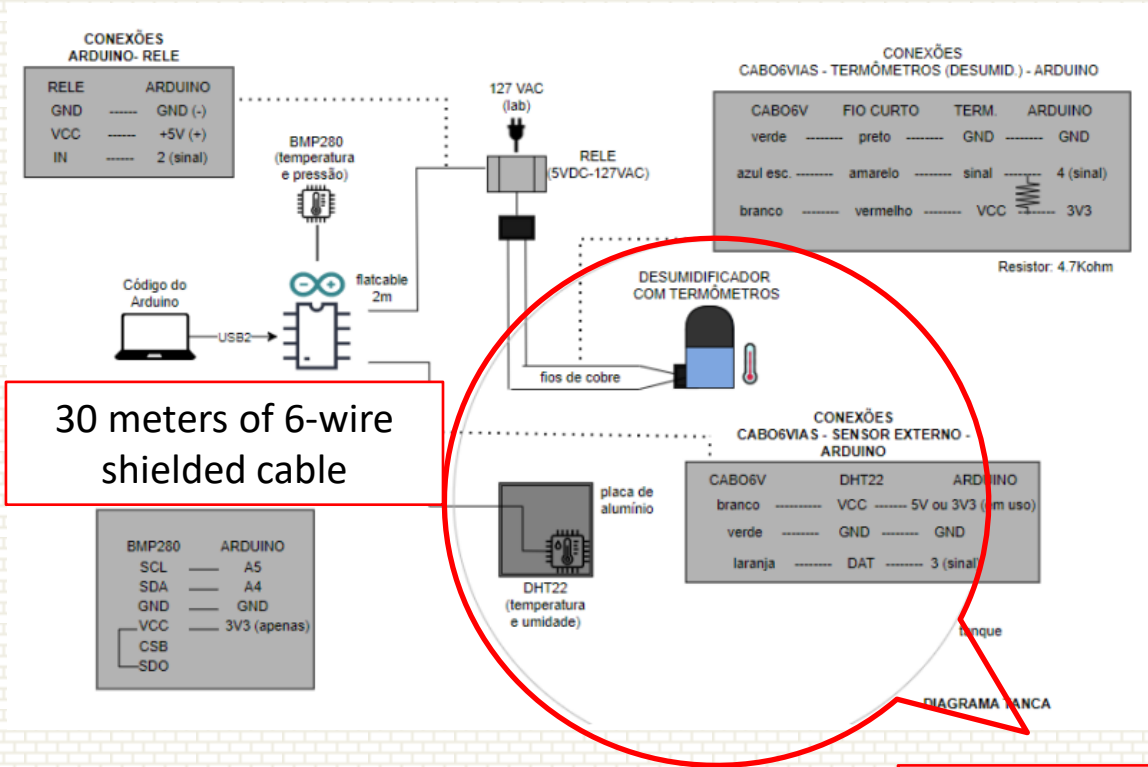 CONEXÕES
ARDUINO- RELE
RELE ARDUINO
GND ------ GND (-)
VCC ------ +5V (+)
IN ------ 2 (sinal)
BMP280
(temperatura
e pressão)
127 VAC
(lab)
RELE
(5VDC-127VAC)
CONEXÕES
CABO6VIAS - TERMÔMETROS (DESUMID.) - ARDUINO
CABO6V FIO CURTO TERM. ARDUINO
verde -------- preto -------- GND -------- GND
azul esc. -------- amarelo -------- sinal -------- 4 (sinal)
branco -------- vermelho -------- VCC -------- 3V3
Resistor: 4.7Kohm
Código do
Arduino
USB2
flatcable
2m
DESUMIDIFICADOR
COM TERMÔMETROS
fios de cobre
30 meters of 6-wire
shielded cable
CONEXÕES
CABO6VIAS - SENSOR EXTERNO -
ARDUINO
CABO6V DHT22 ARDUINO
branco ---------- VCC ------ 5V ou 3V3 (em uso)
verde -------- GND -------- GND
laranja -------- DAT -------- 3 (sinal)
placa de
alumínio
DHT22
(temperatura
e umidade)
BMP280 ARDUINO
SCL ___ A5
SDA ___ A4
GND ___ GND
VCC ___ 3V3 (apenas)
CSB
SDO
tanque
DIAGRAMA TANCA